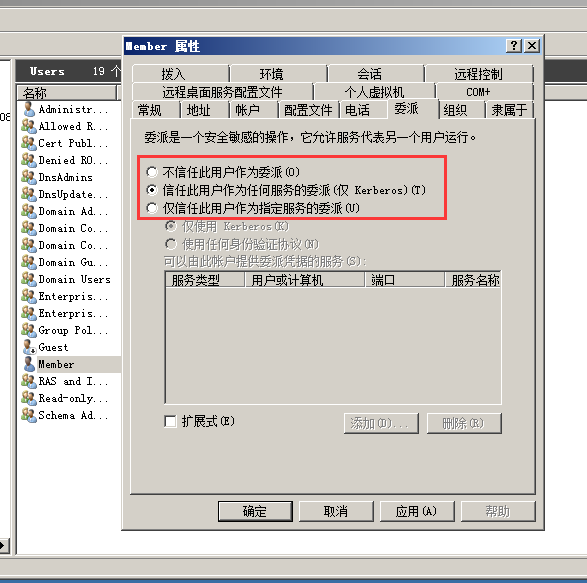 Member 属性
Users 19 个
名称
Administr...
Allowed R...
Cert Publ...
Denied RO...
DnsAdmins
DnsUpdate...
Domain Ad...
Domain Co...
Domain Co...
Domain Gu...
Domain Users
Enterpris...
Enterpris...
Group Pol...
Guest
Member
RAS and I...
Read-only...
Schema Ad...
拨入 环境 会话 远程控制
远程桌面服务配置文件 个人虚拟机 COM+
常规 地址 帐户 配置文件 电话 委派 组织 隶属于
委派是一个安全敏感的操作，它允许服务代表另一个用户运行。
不信任此用户作为委派(O)
信任此用户作为任何服务的委派(仅 Kerberos)(T)
仅信任此用户作为指定服务的委派(U)
仅使用 Kerberos(K)
使用任何身份验证协议(N)
可以由此帐户提供委派凭据的服务(S):
服务类型 用户或计算机 端口 服务名称
扩展式(E) 添加(D)... 删除(R)
确定 取消 应用(A) 帮助